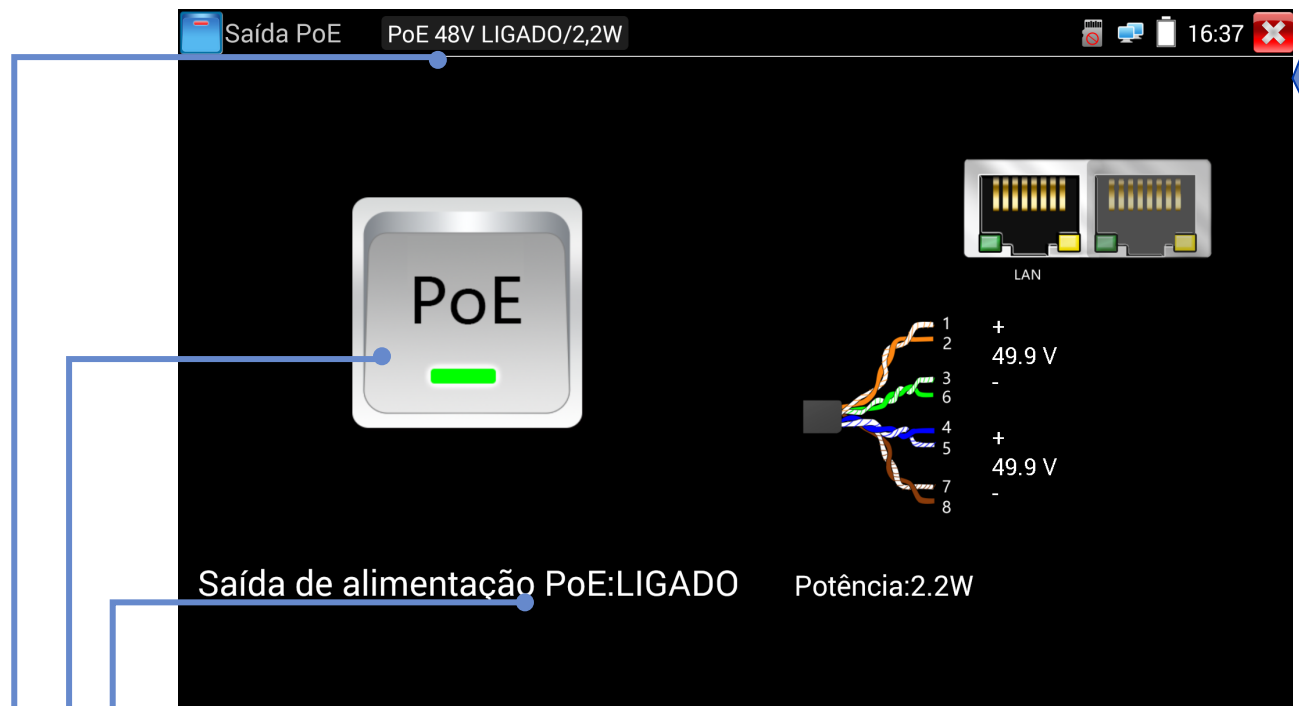 Saída PoE
PoE 48V LIGADO/2,2W
16:37
PoE
LAN
1
2
3
6
4
5
7
8
+
49.9 V
-
+
49.9 V
-
Saída de alimentação PoE:LIGADO
Potência:2.2W